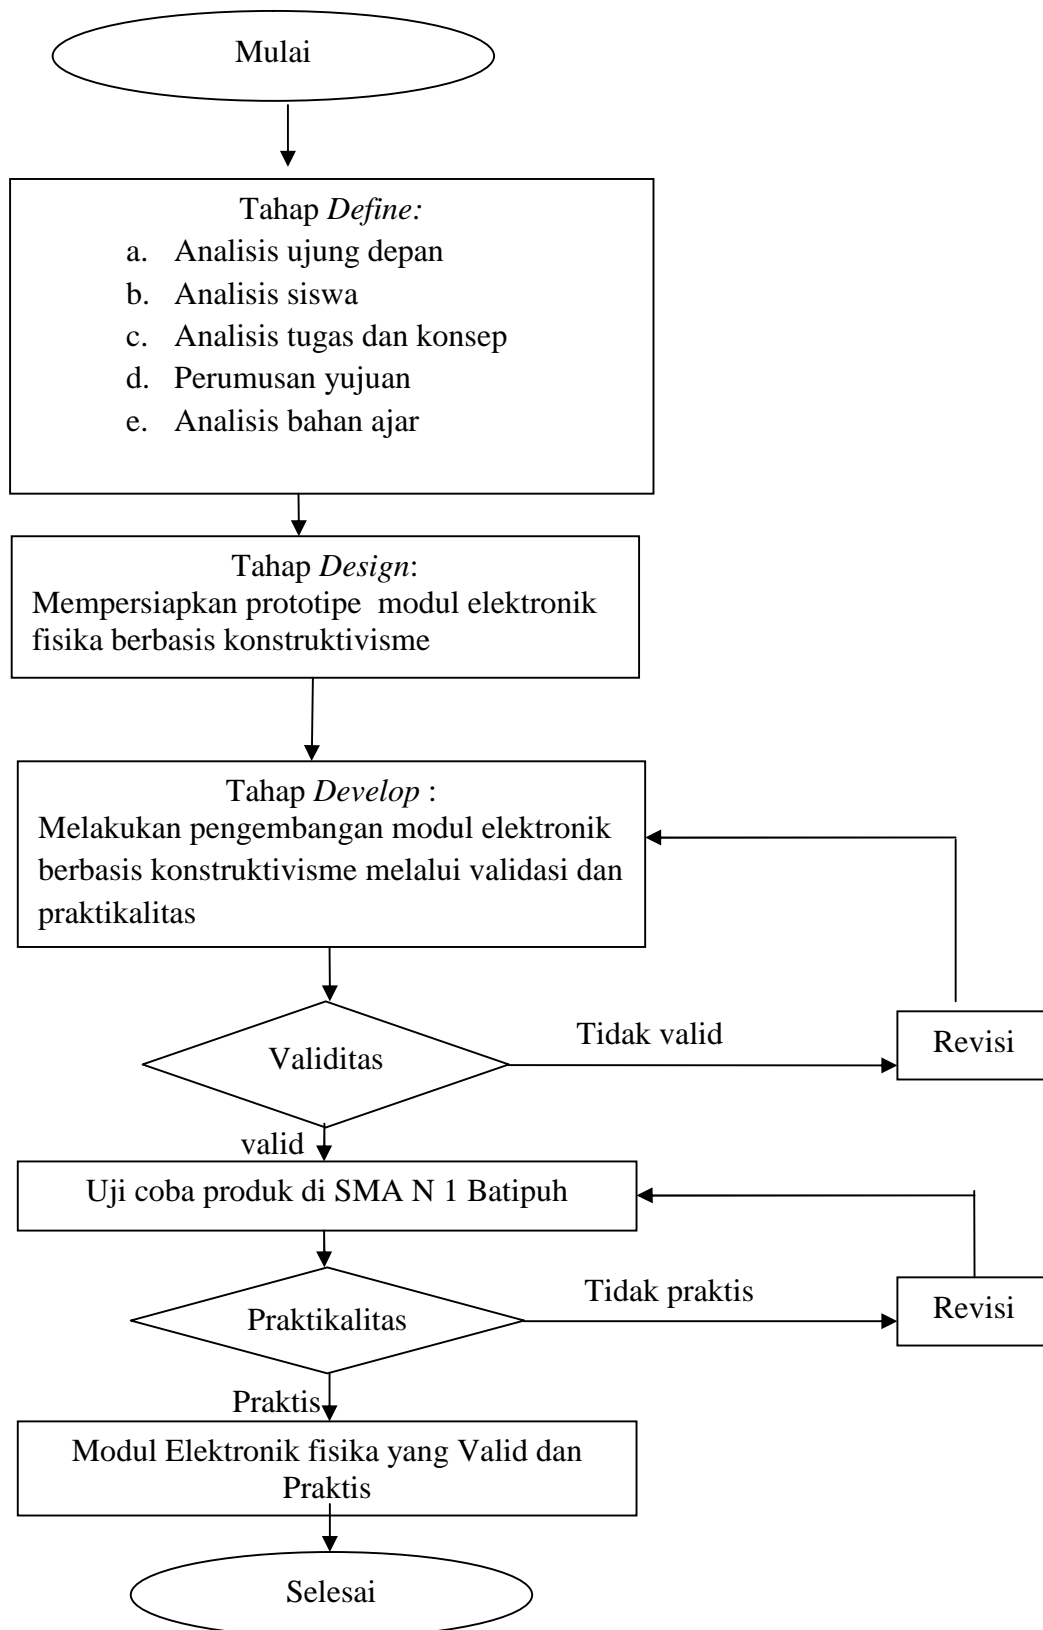 Mulai
Tahap Define:
a. Analisis ujung depan
b. Analisis siswa
c. Analisis tugas dan konsep
d. Perumusan yujuan
e. Analisis bahan ajar
Tahap Design:
Mempersiapkan prototipe modul elektronik
fisika berbasis konstruktivisme
Tahap Develop :
Melakukan pengembangan modul elektronik
berbasis konstruktivisme melalui validasi dan
praktikalitas
Validitas
Tidak valid
Revisi
valid
Uji coba produk di SMA N 1 Batipuh
Praktikalitas
Tidak praktis
Revisi
Praktis
Modul Elektronik fisika yang Valid dan
Praktis
Selesai